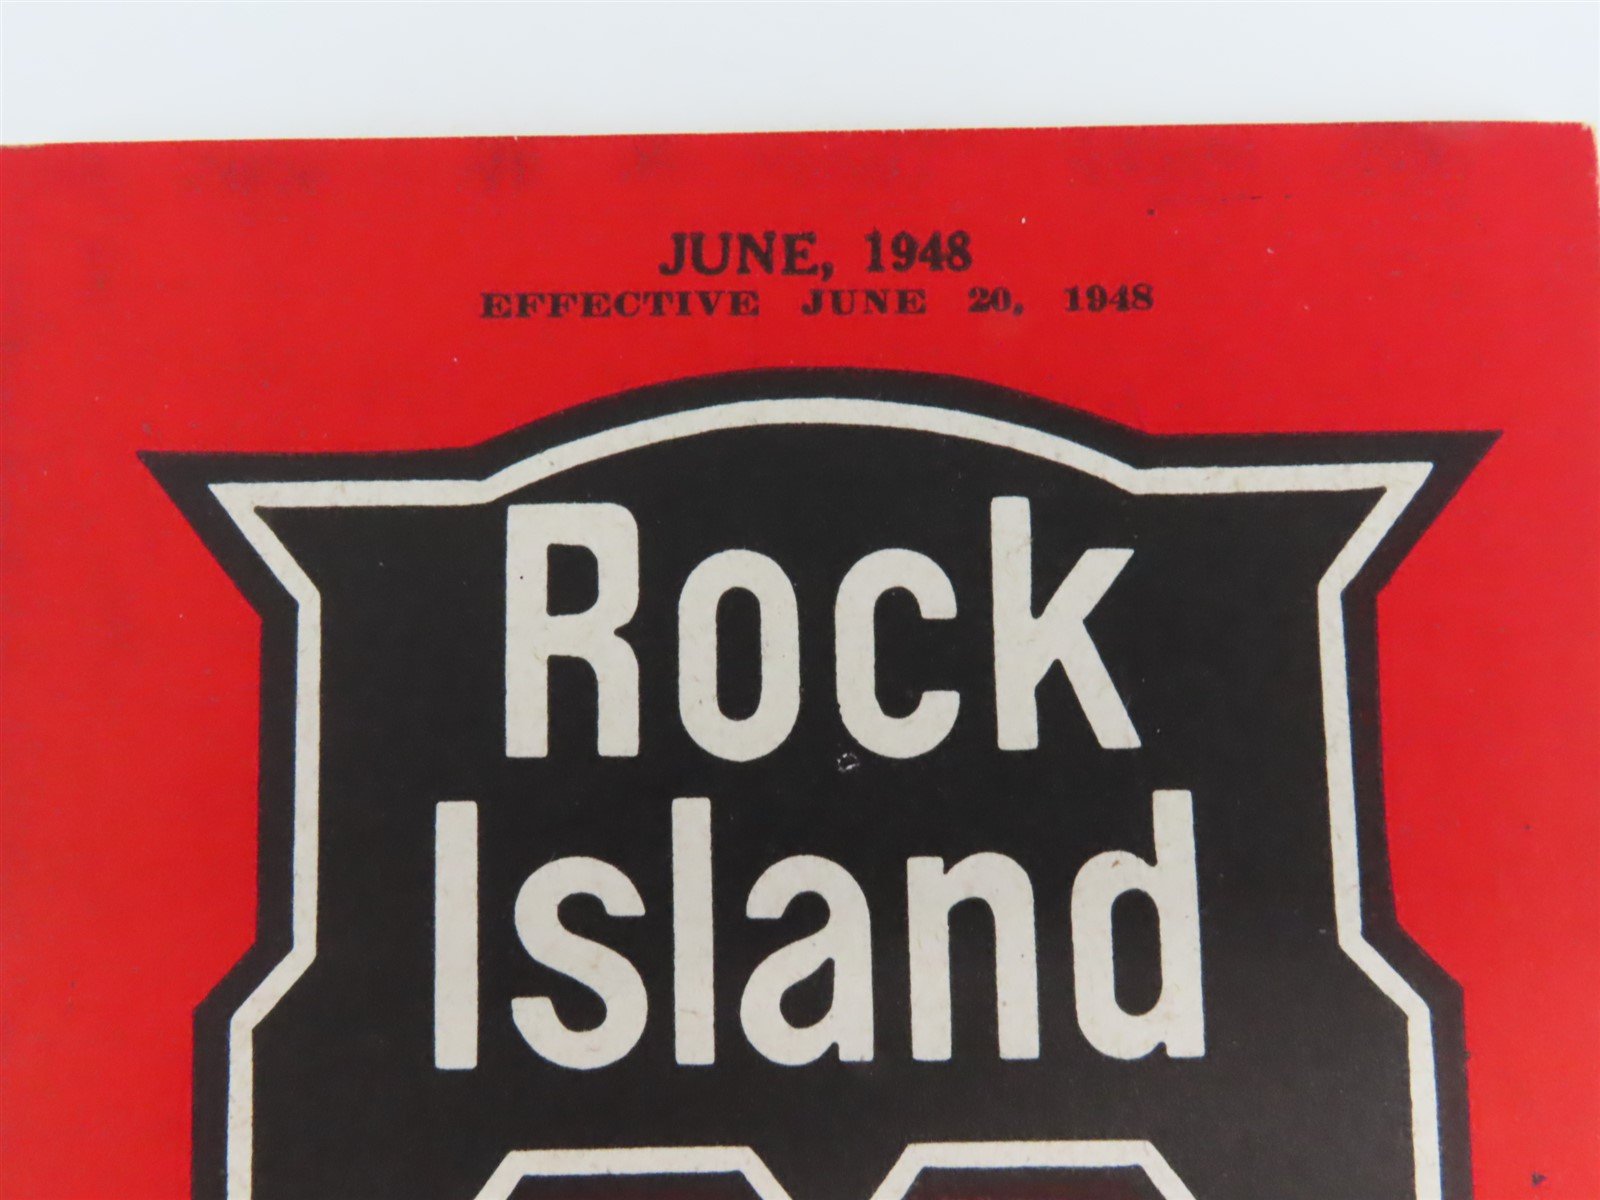 JUNE, 1948
EFFECTIVE JUNE 20, 1948
Rock
Island